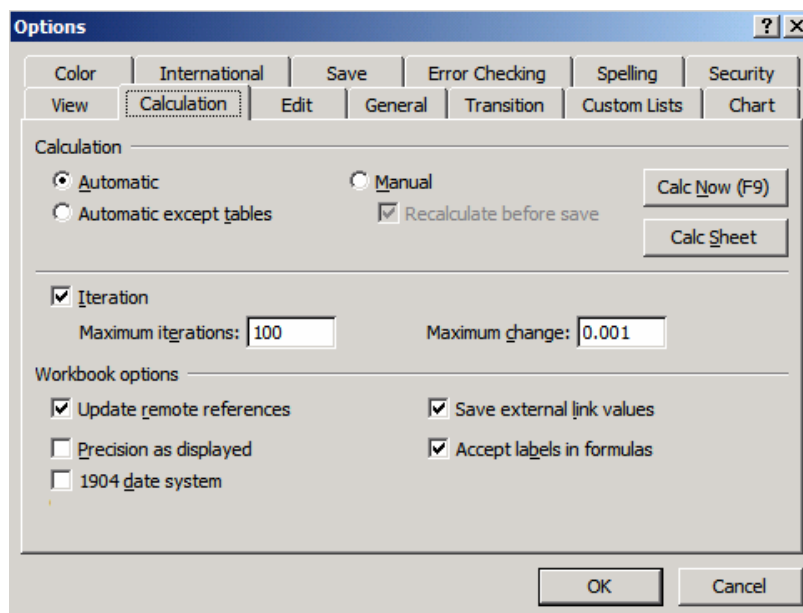 Options ? X
Color International Save Error Checking Spelling Security
View Calculation Edit General Transition Custom Lists Chart
Calculation
Automatic Manual Calc Now (F9)
Automatic except tables Recalculate before save
Calc Sheet
Iteration
Maximum iterations: 100 Maximum change: 0.001
Workbook options
Update remote references Save external link values
Precision as displayed Accept labels in formulas
1904 date system
OK Cancel